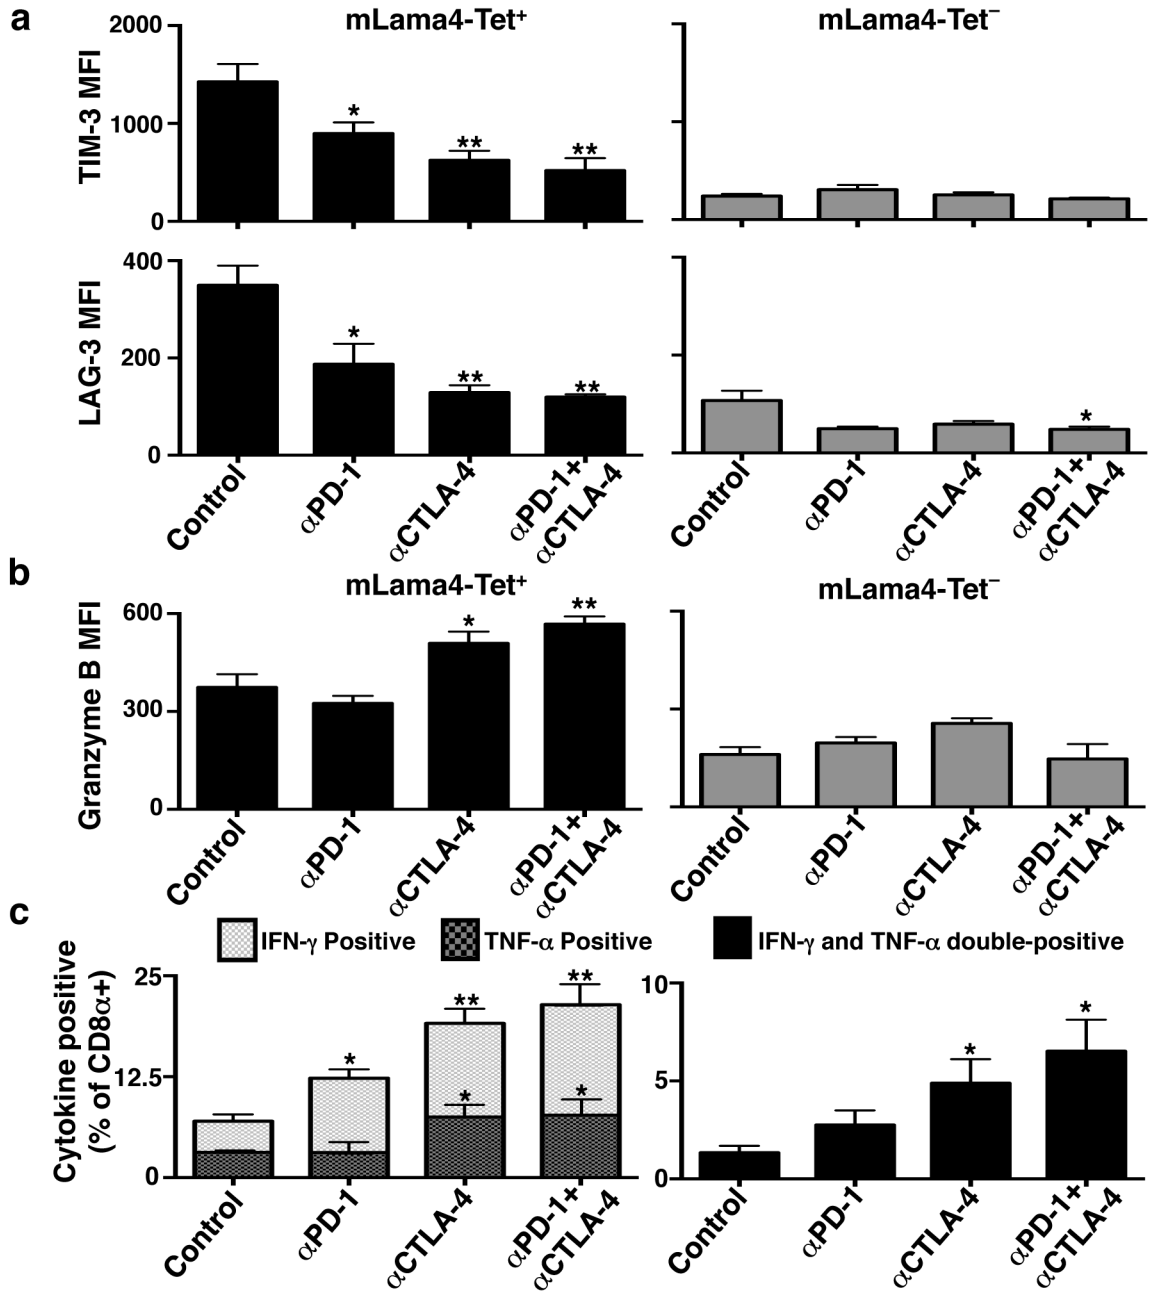 a
mLama4-Tet⁺
mLama4-Tet⁻
TIM-3 MFI
2000
1000
0
*
**
**
LAG-3 MFI
400
200
0
*
**
**
*
Control
αPD-1
αCTLA-4
αPD-1+
αCTLA-4
Control
αPD-1
αCTLA-4
αPD-1+
αCTLA-4
b
mLama4-Tet⁺
mLama4-Tet⁻
Granzyme B MFI
600
300
0
*
**
Control
αPD-1
αCTLA-4
αPD-1+
αCTLA-4
Control
αPD-1
αCTLA-4
αPD-1+
αCTLA-4
c
IFN-γ Positive
TNF-α Positive
IFN-γ and TNF-α double-positive
Cytokine positive
(% of CD8α+)
25
12.5
0
*
**
*
**
*
10
5
0
*
*
Control
αPD-1
αCTLA-4
αPD-1+
αCTLA-4
Control
αPD-1
αCTLA-4
αPD-1+
αCTLA-4